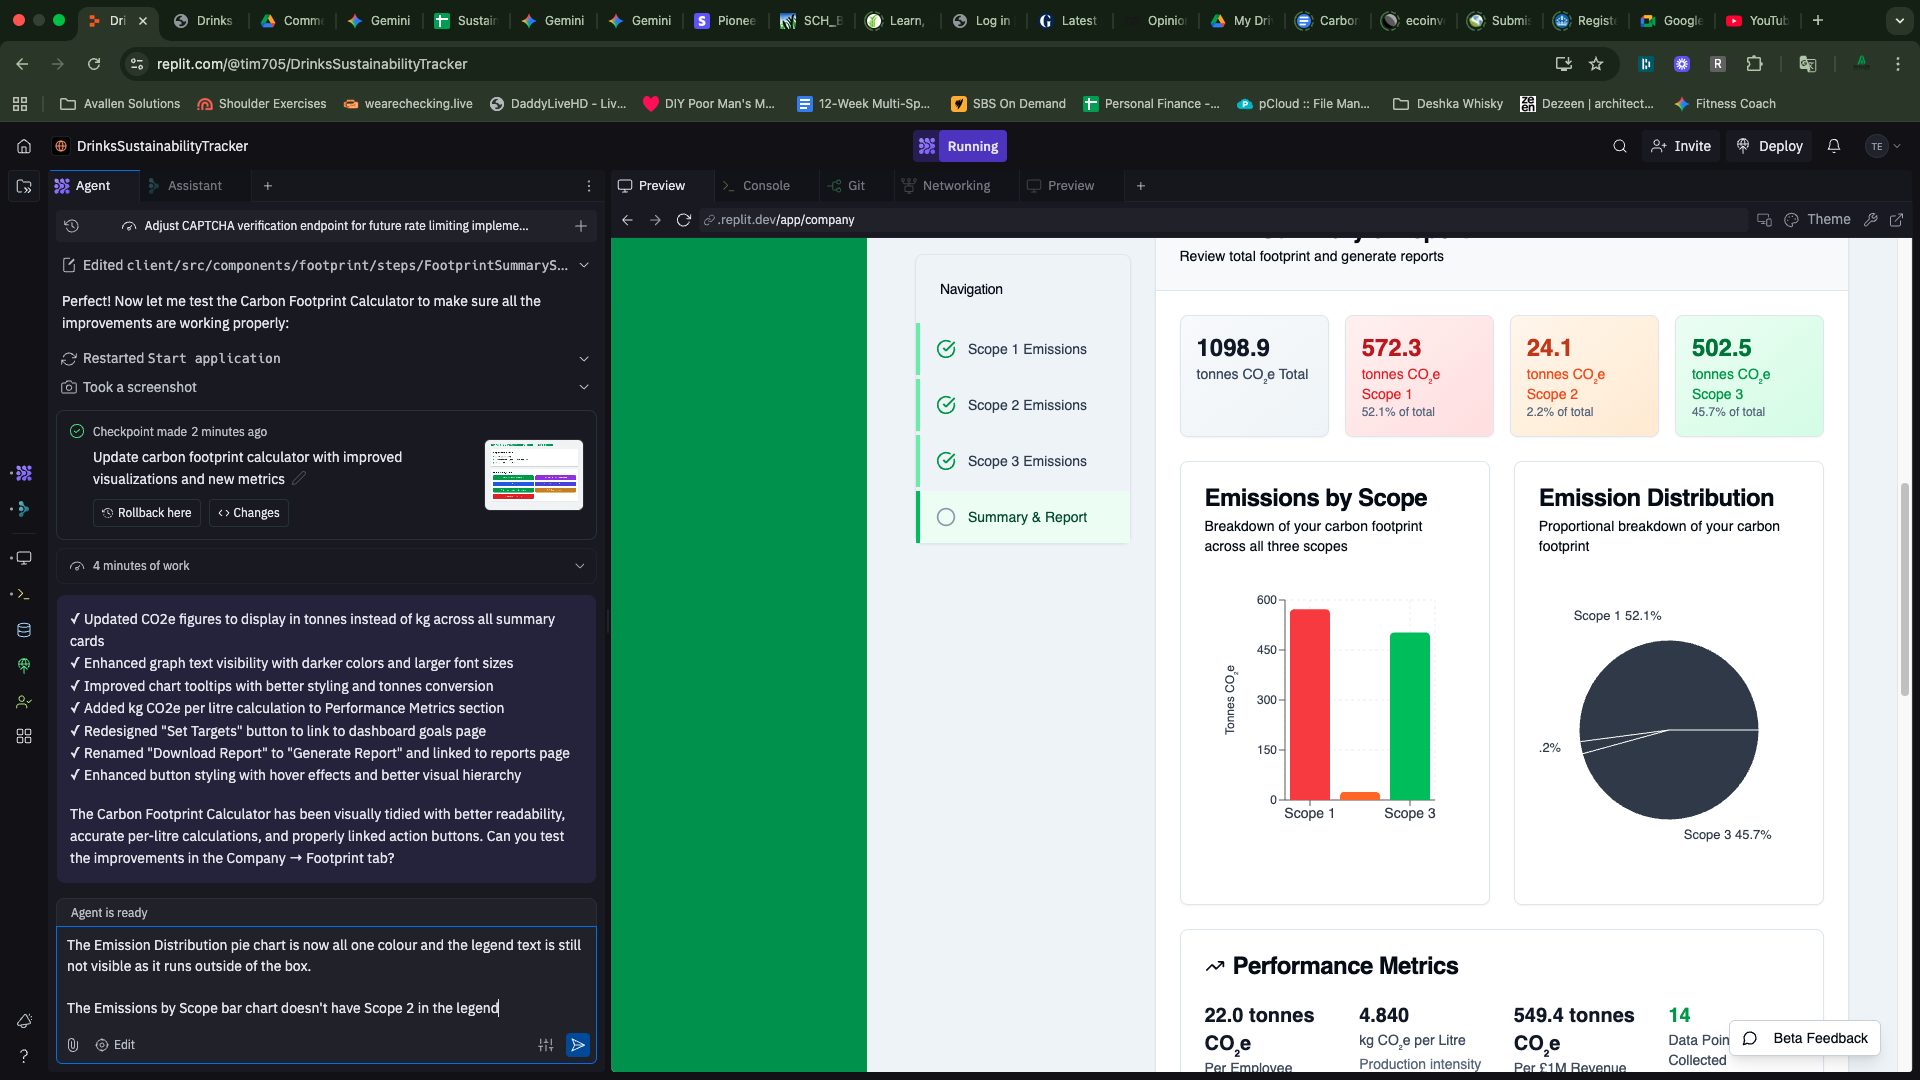 Dri
Drinks
Comm
Gemini
Sustain
Gemini
Gemini
Pionee
SCH_B
Learn,
Log in
Latest
Opinion
My Dri
Carbon
ecoinv
Submi
Regist
Google
YouTub
replit.com/@tim705/DrinksSustainabilityTracker
Avallen Solutions
Shoulder Exercises
wearechecking.live
DaddyLiveHD - Liv...
DIY Poor Man's M...
12-Week Multi-Sp...
SBS On Demand
Personal Finance -...
pCloud :: File Man...
Deshka Whisky
Dezeen | architect...
Fitness Coach
DrinksSustainabilityTracker
Running
Invite
Deploy
TE
Agent
Assistant
Preview
Console
Git
Networking
Preview
Adjust CAPTCHA verification endpoint for future rate limiting impleme...
.replit.dev/app/company
Theme
Edited client/src/components/footprint/steps/FootprintSummaryS...
Perfect! Now let me test the Carbon Footprint Calculator to make sure all the
improvements are working properly:
Restarted Start application
Took a screenshot
Checkpoint made 2 minutes ago
Update carbon footprint calculator with improved
visualizations and new metrics
Rollback here
Changes
4 minutes of work
✓ Updated CO2e figures to display in tonnes instead of kg across all summary
cards
✓ Enhanced graph text visibility with darker colors and larger font sizes
✓ Improved chart tooltips with better styling and tonnes conversion
✓ Added kg CO2e per litre calculation to Performance Metrics section
✓ Redesigned "Set Targets" button to link to dashboard goals page
✓ Renamed "Download Report" to "Generate Report" and linked to reports page
✓ Enhanced button styling with hover effects and better visual hierarchy
The Carbon Footprint Calculator has been visually tidied with better readability,
accurate per-litre calculations, and properly linked action buttons. Can you test
the improvements in the Company → Footprint tab?
Agent is ready
The Emission Distribution pie chart is now all one colour and the legend text is still
not visible as it runs outside of the box.
The Emissions by Scope bar chart doesn't have Scope 2 in the legend
Edit
Navigation
Scope 1 Emissions
Scope 2 Emissions
Scope 3 Emissions
Summary & Report
Review total footprint and generate reports
1098.9
tonnes CO₂e Total
572.3
tonnes CO₂e
Scope 1
52.1% of total
24.1
tonnes CO₂e
Scope 2
2.2% of total
502.5
tonnes CO₂e
Scope 3
45.7% of total
Emissions by Scope
Breakdown of your carbon footprint
across all three scopes
Tonnes CO₂e
600
450
300
150
0
Scope 1
Scope 3
Emission Distribution
Proportional breakdown of your carbon
footprint
Scope 1 52.1%
.2%
Scope 3 45.7%
Performance Metrics
22.0 tonnes
CO₂e
Per Employee
4.840
kg CO₂e per Litre
Production intensity
549.4 tonnes
CO₂e
Per £1M Revenue
14
Data Poin
Collected
Beta Feedback